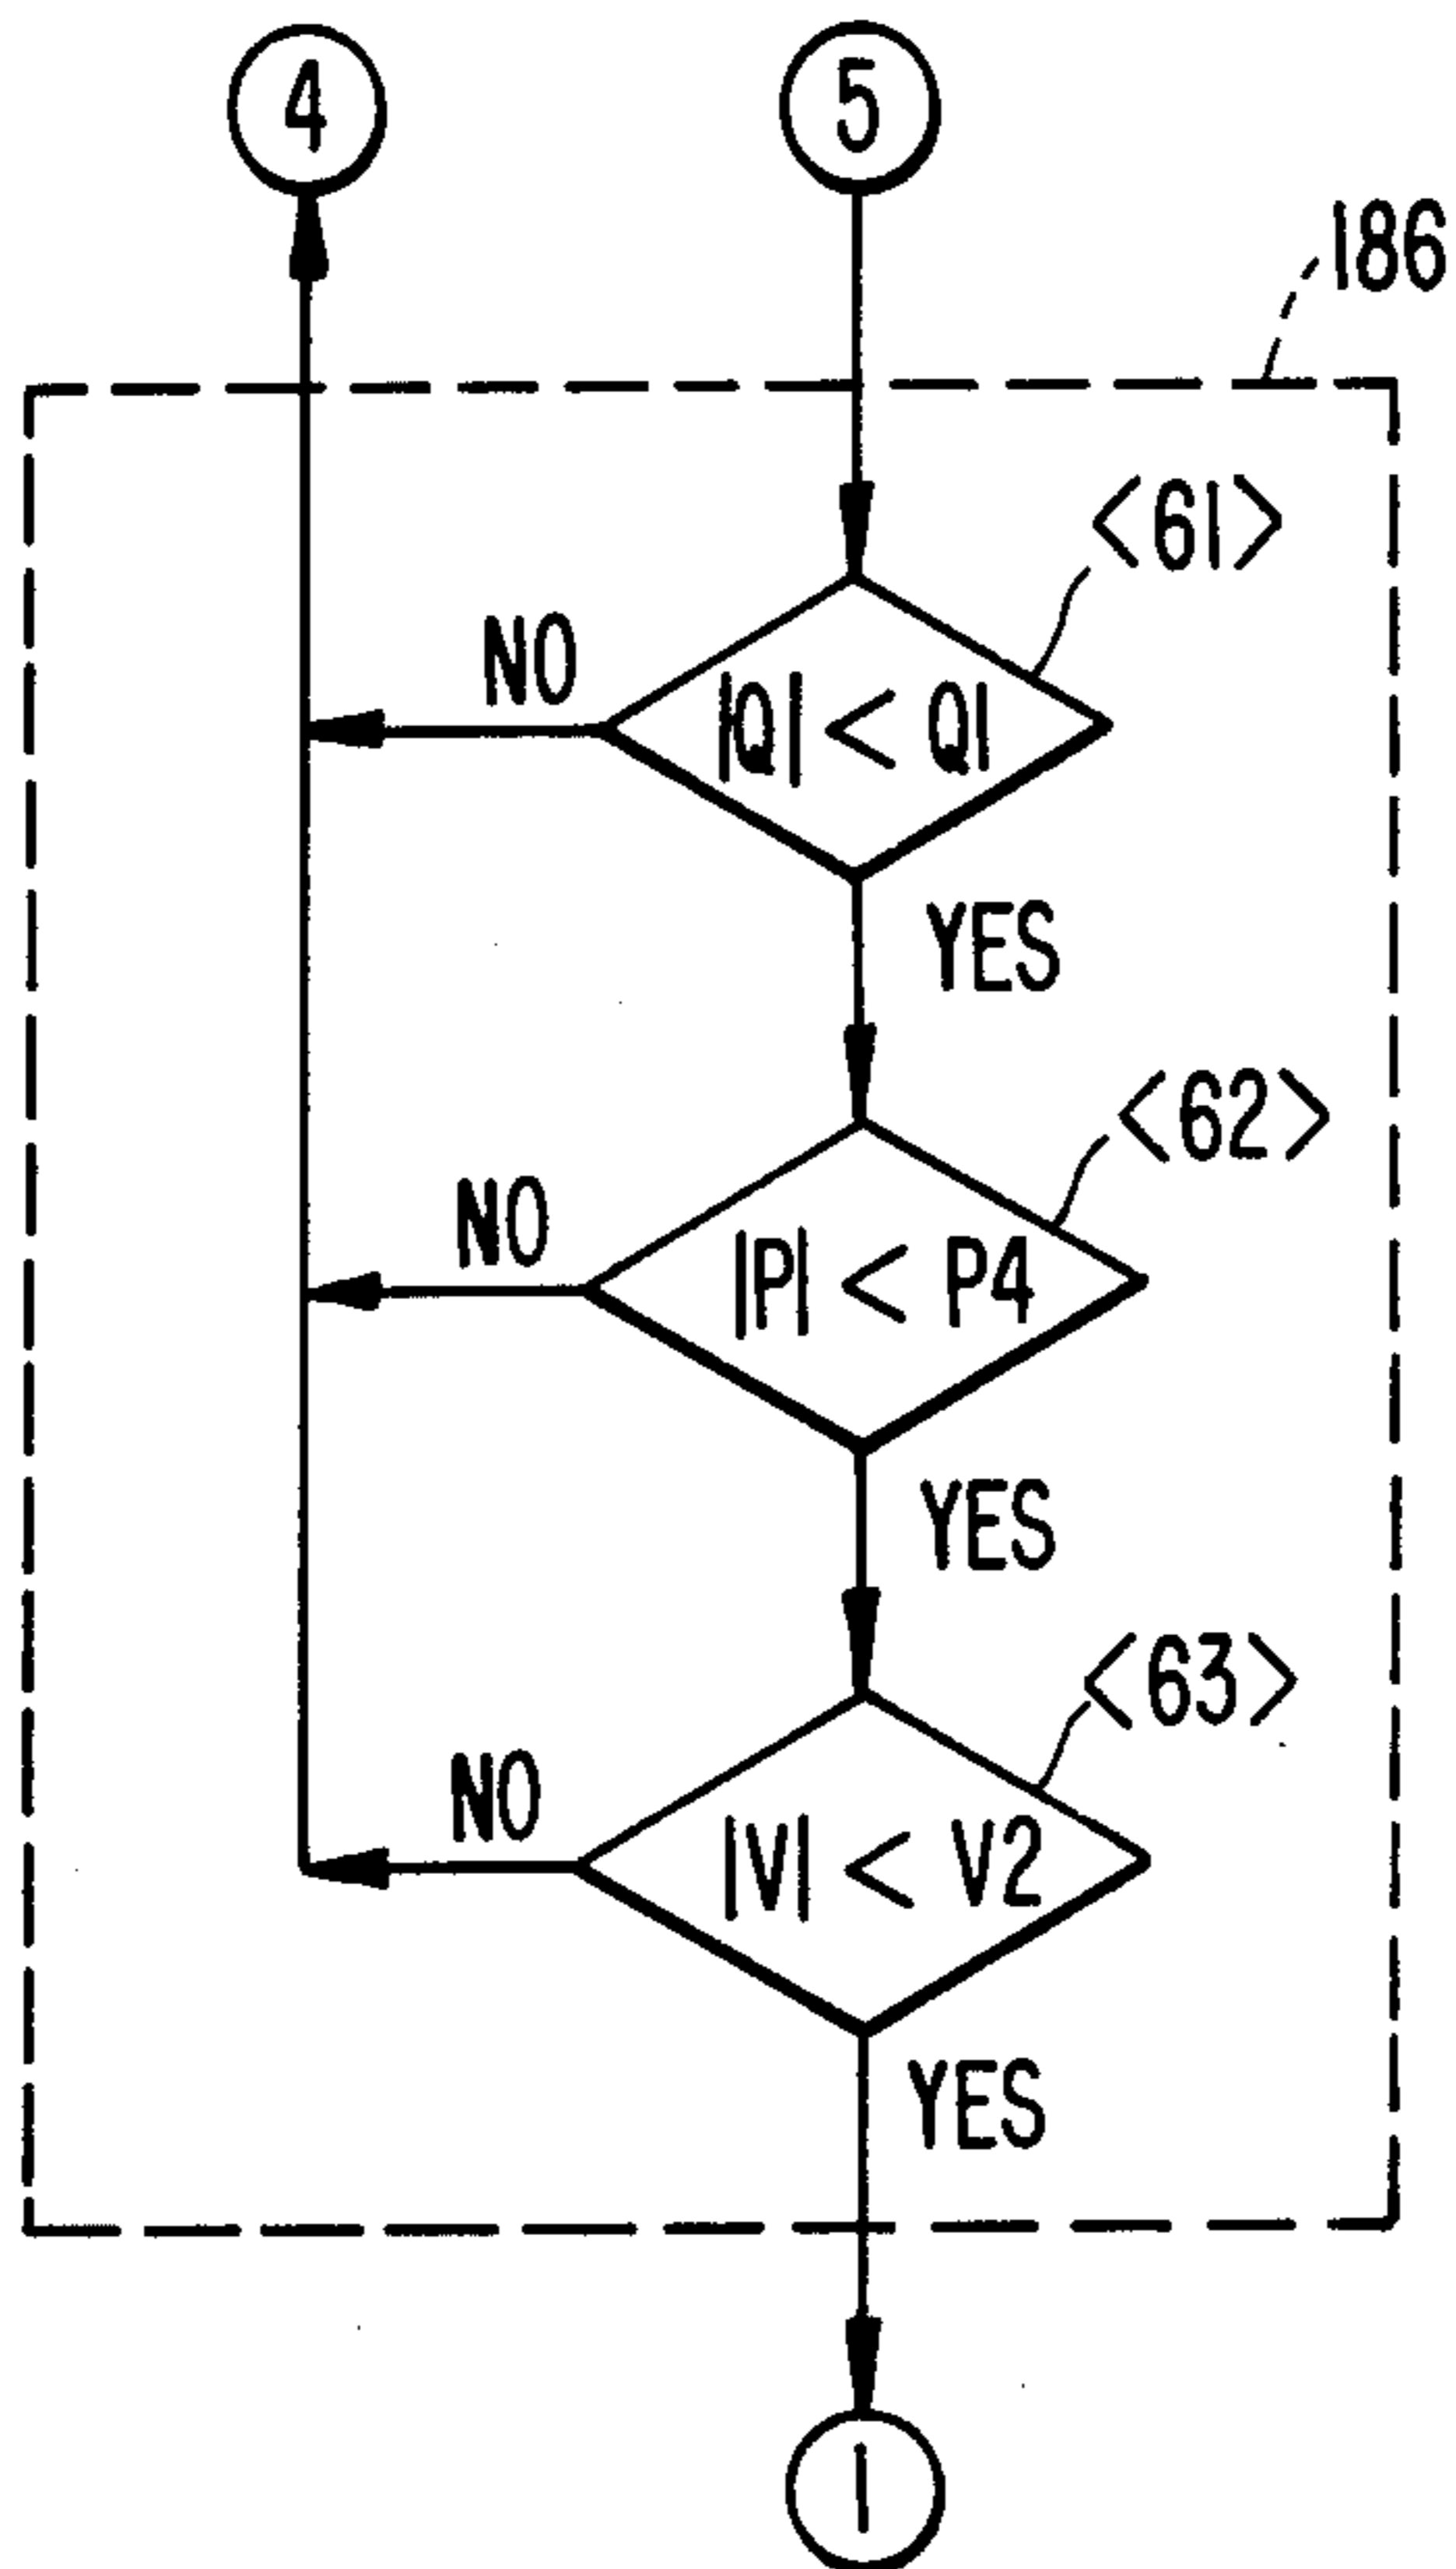 4
5
186
<61>
NO
|Q| < Q1
YES
<62>
NO
|P| < P4
YES
<63>
NO
|V| < V2
YES
1